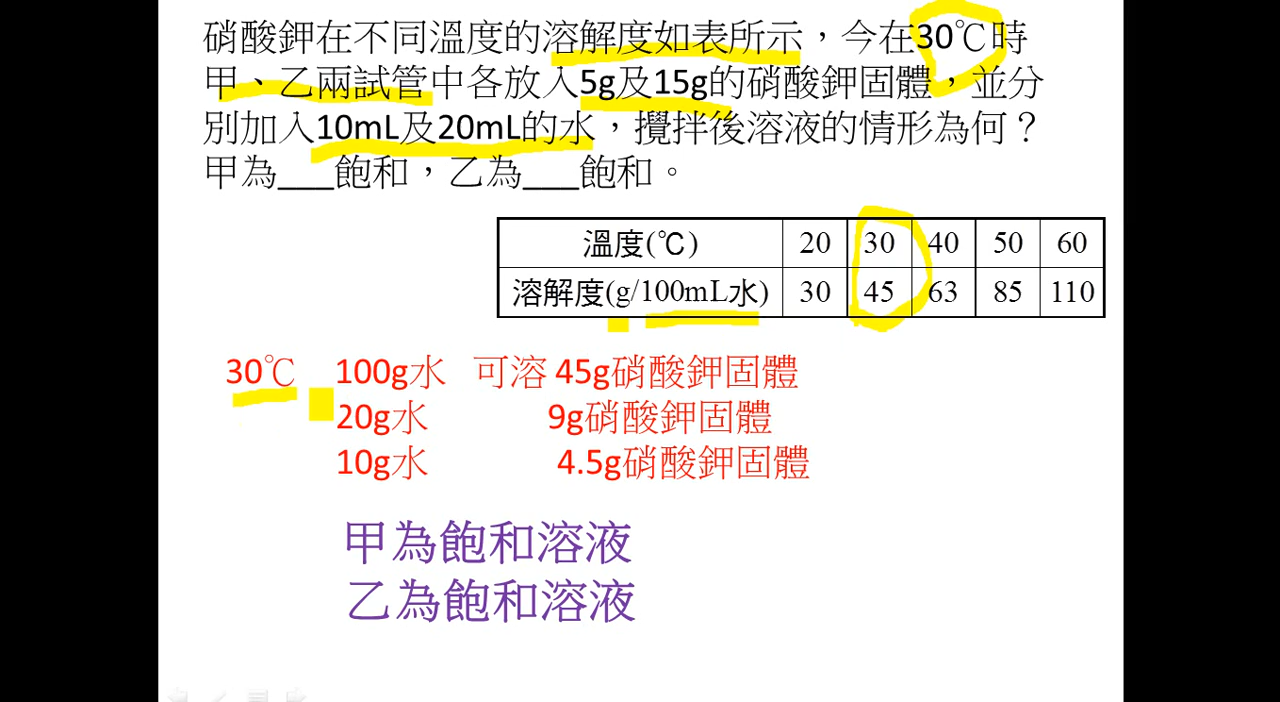 硝酸鉀在不同溫度的溶解度如表所示，今在30℃時
甲、乙兩試管中各放入5g及15g的硝酸鉀固體，並分
別加入10mL及20mL的水，攪拌後溶液的情形為何？
甲為___飽和，乙為___飽和。
溫度(℃) 20 30 40 50 60
溶解度(g/100mL水) 30 45 63 85 110
30℃ 100g水 可溶 45g硝酸鉀固體
20g水 9g硝酸鉀固體
10g水 4.5g硝酸鉀固體
甲為飽和溶液
乙為飽和溶液